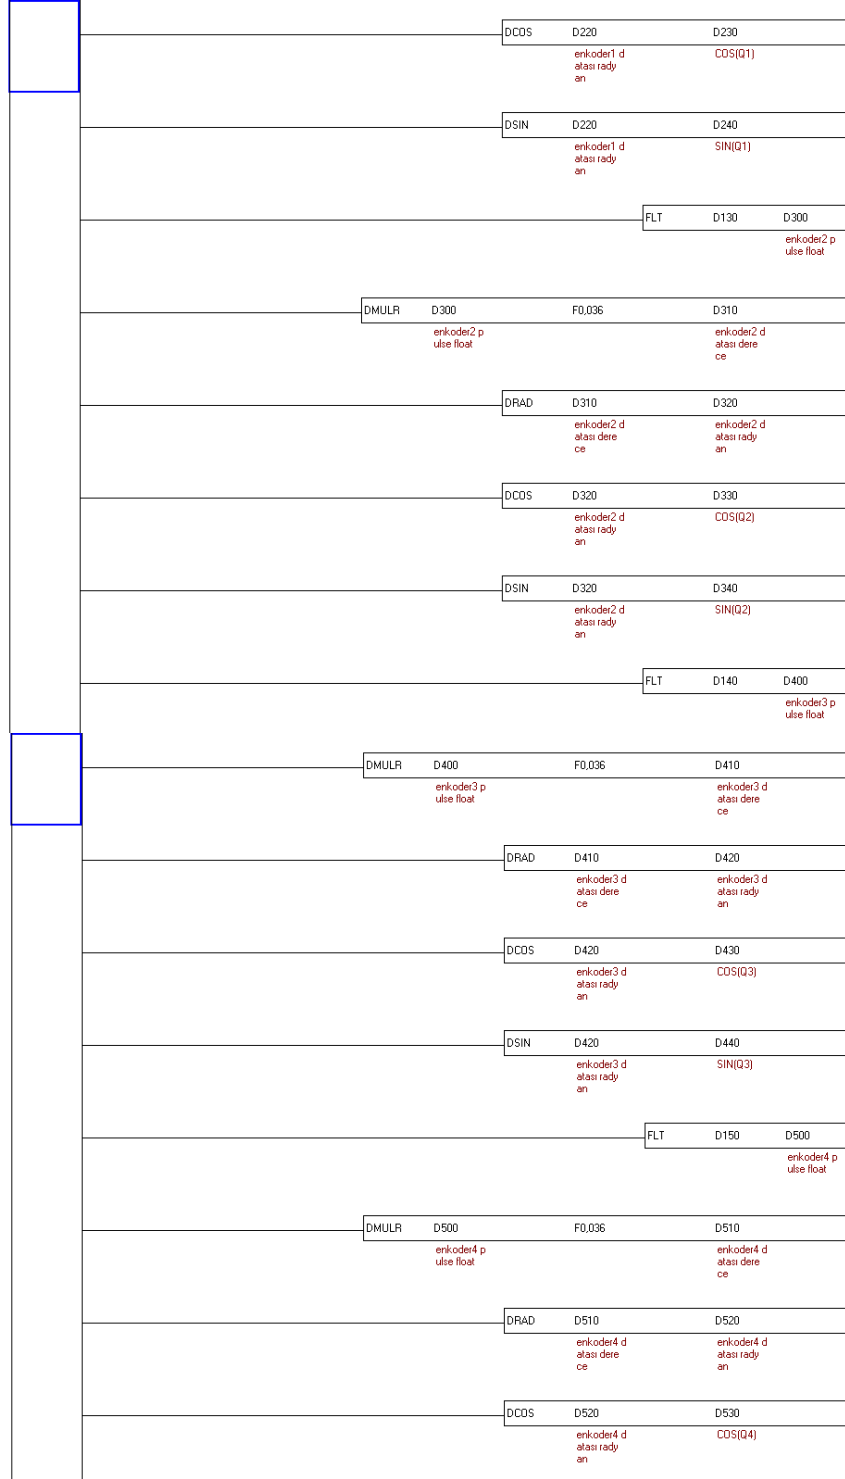 DCOS D220 D230
enkoder1 d COS(Q1)
atası rady
an
DSIN D220 D240
enkoder1 d SIN(Q1)
atası rady
an
FLT D130 D300
enkoder2 p
ulse float
DMULR D300 F0,036 D310
enkoder2 p enkoder2 d
ulse float atası dere
ce
DRAD D310 D320
enkoder2 d enkoder2 d
atası dere atası rady
ce an
DCOS D320 D330
enkoder2 d COS(Q2)
atası rady
an
DSIN D320 D340
enkoder2 d SIN(Q2)
atası rady
an
FLT D140 D400
enkoder3 p
ulse float
DMULR D400 F0,036 D410
enkoder3 p enkoder3 d
ulse float atası dere
ce
DRAD D410 D420
enkoder3 d enkoder3 d
atası dere atası rady
ce an
DCOS D420 D430
enkoder3 d COS(Q3)
atası rady
an
DSIN D420 D440
enkoder3 d SIN(Q3)
atası rady
an
FLT D150 D500
enkoder4 p
ulse float
DMULR D500 F0,036 D510
enkoder4 p enkoder4 d
ulse float atası dere
ce
DRAD D510 D520
enkoder4 d enkoder4 d
atası dere atası rady
ce an
DCOS D520 D530
enkoder4 d COS(Q4)
atası rady
an